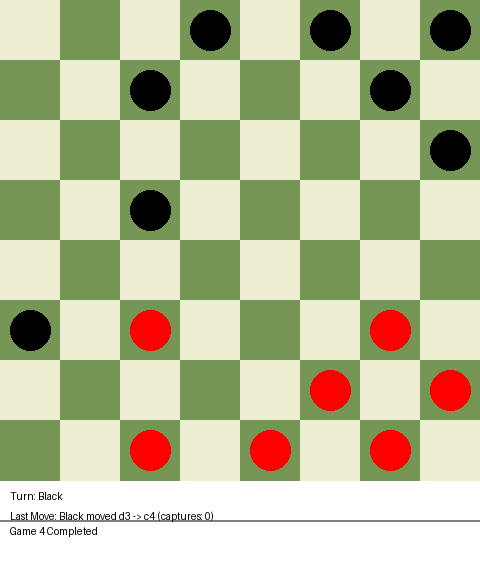 Turn: Black
Last Move: Black moved d3 -> c4 (captures: 0)
Game 4 Completed